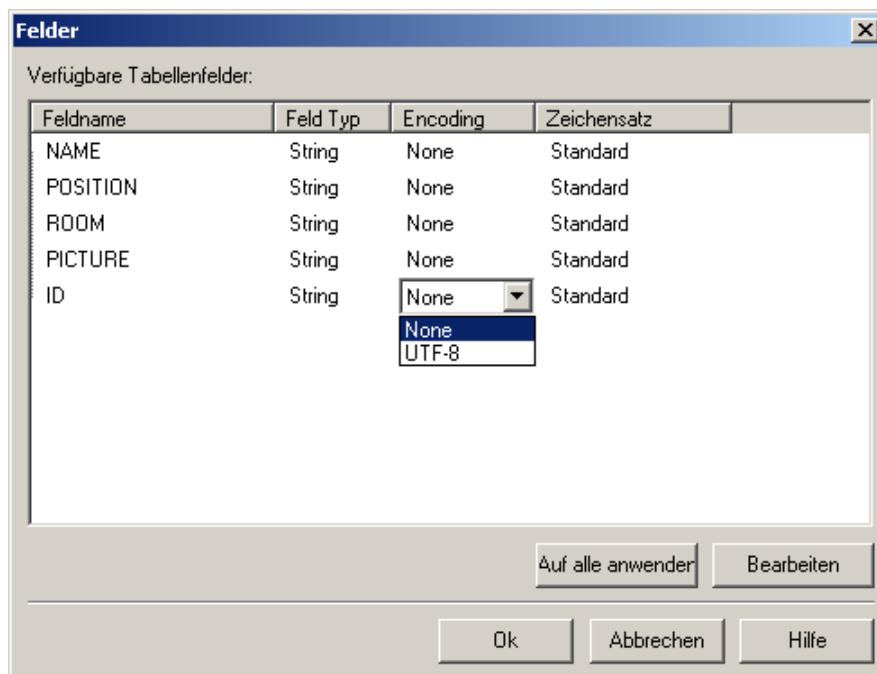 Felder
Verfügbare Tabellenfelder:
Feldname Feld Typ Encoding Zeichensatz
NAME String None Standard
POSITION String None Standard
ROOM String None Standard
PICTURE String None Standard
ID String None Standard
None
UTF-8
Auf alle anwenden Bearbeiten
Ok Abbrechen Hilfe